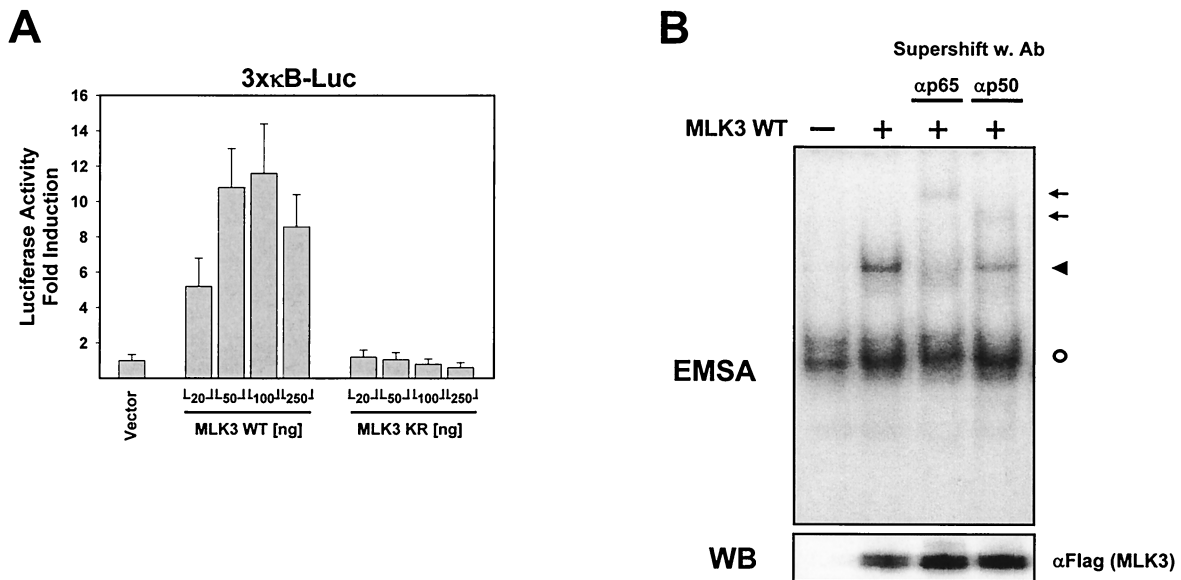 A
3xκB-Luc
Luciferase Activity
Fold Induction
16
14
12
10
8
6
4
2
Vector
20 50 100 250
MLK3 WT [ng]
20 50 100 250
MLK3 KR [ng]
B
Supershift w. Ab
αp65 αp50
MLK3 WT − + + +
EMSA
WB
αFlag (MLK3)